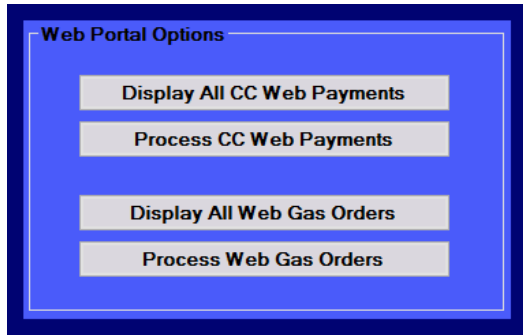 Web Portal Options
Display All CC Web Payments
Process CC Web Payments
Display All Web Gas Orders
Process Web Gas Orders